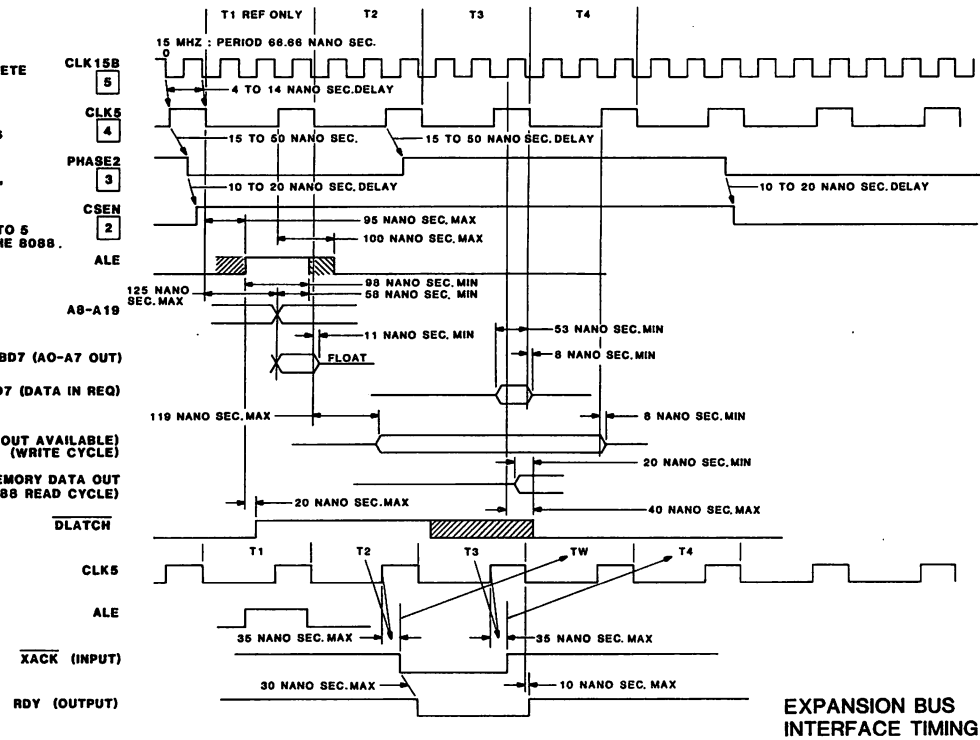 T1 REF ONLY T2 T3 T4
15 MHZ : PERIOD 66.66 NANO SEC.
0
ETE
CLK15B
5
4 TO 14 NANO SEC.DELAY
CLK5
4
15 TO 50 NANO SEC. 15 TO 50 NANO SEC. DELAY
PHASE2
3
10 TO 20 NANO SEC. DELAY 10 TO 20 NANO SEC. DELAY
CSEN
2
TO 5
HE 8088.
95 NANO SEC.MAX
100 NANO SEC.MAX
ALE
98 NANO SEC.MIN
125 NANO SEC.MAX
58 NANO SEC. MIN
A8-A19
11 NANO SEC.MIN 53 NANO SEC.MIN
BD7 (A0-A7 OUT) FLOAT 8 NANO SEC.MIN
D7 (DATA IN REQ)
119 NANO SEC.MAX 6 NANO SEC.MIN
OUT AVAILABLE)
(WRITE CYCLE)
20 NANO SEC.MIN
EMORY DATA OUT
88 READ CYCLE)
20 NANO SEC.MAX 40 NANO SEC. MAX
DLATCH
T1 T2 T3 TW T4
CLK5
ALE
35 NANO SEC. MAX 35 NANO SEC. MAX
XACK (INPUT)
30 NANO SEC.MAX 10 NANO SEC. MAX
RDY (OUTPUT)
EXPANSION BUS
INTERFACE TIMING